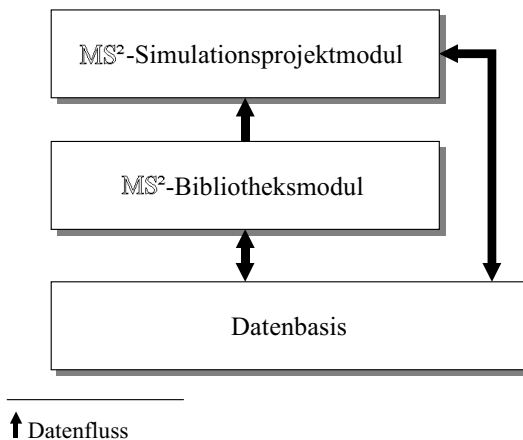 MS²-Simulationsprojektmodul
MS²-Bibliotheksmodul
Datenbasis
Datenfluss